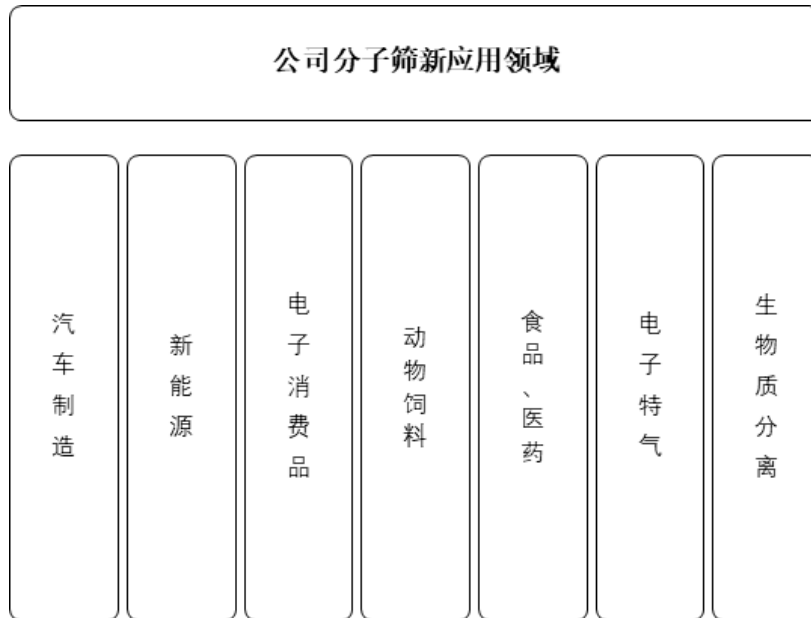 公司分子筛新应用领域
汽车制造
新能源
电子消费品
动物饲料
食品、医药
电子特气
生物质分离